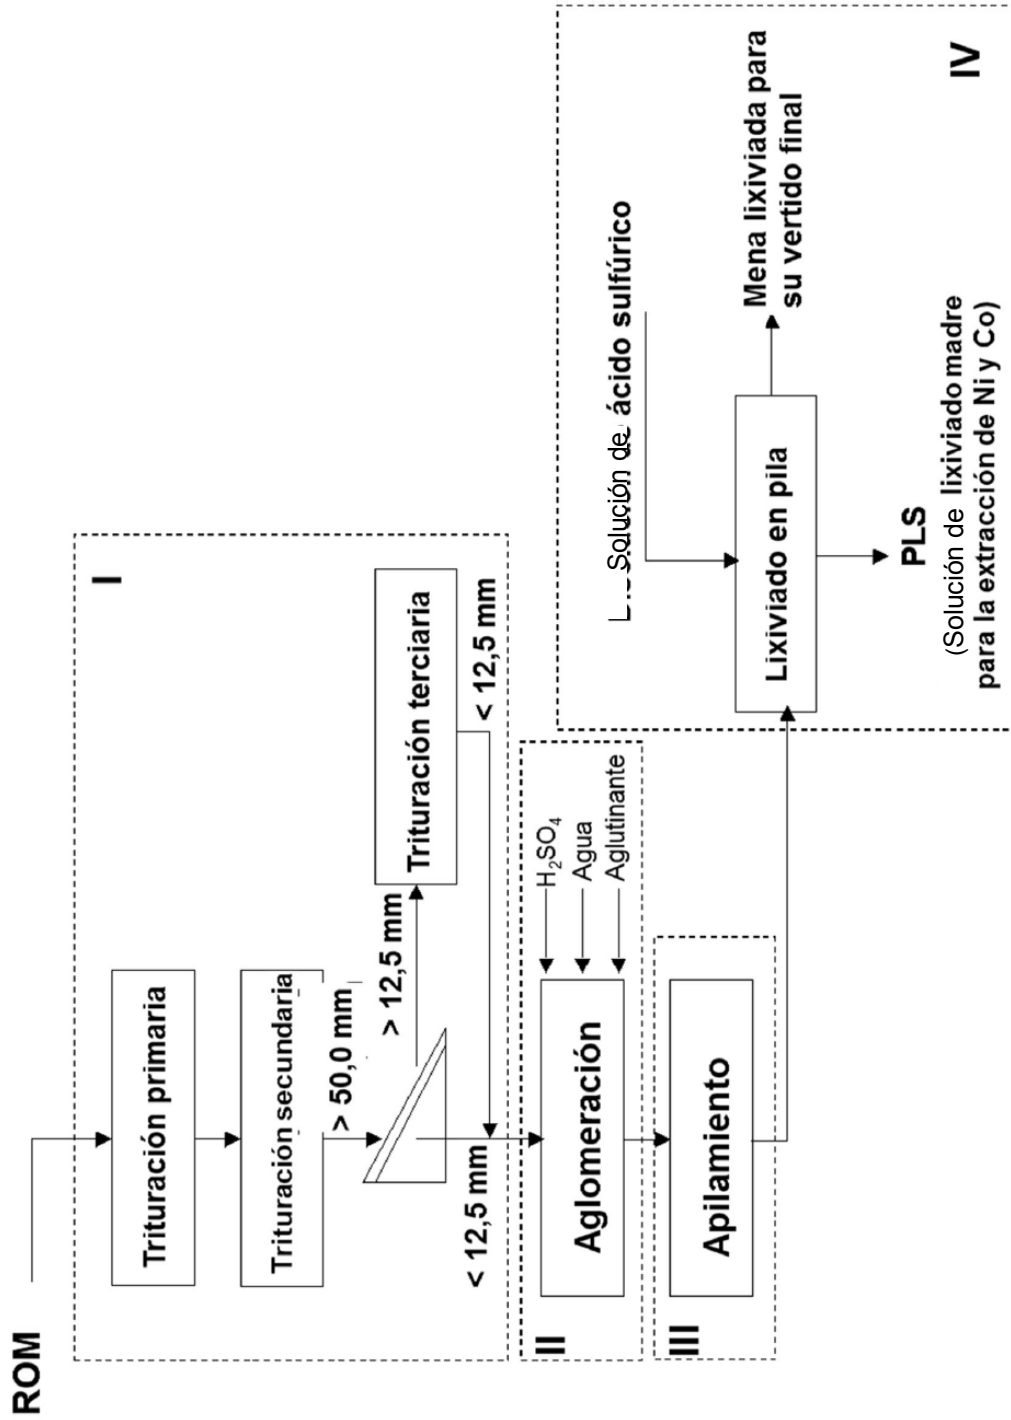 ROM
I
Trituración primaria
Trituración secundaria
> 50,0 mm
> 12,5 mm
Trituración terciaria
< 12,5 mm
< 12,5 mm
II
Aglomeración
H2SO4
Agua
Aglutinante
III
Apilamiento
IV
Solución de ácido sulfúrico
Lixiviado en pila
Mena lixiviada para
su vertido final
PLS
(Solución de lixiviado madre
para la extracción de Ni y Co)